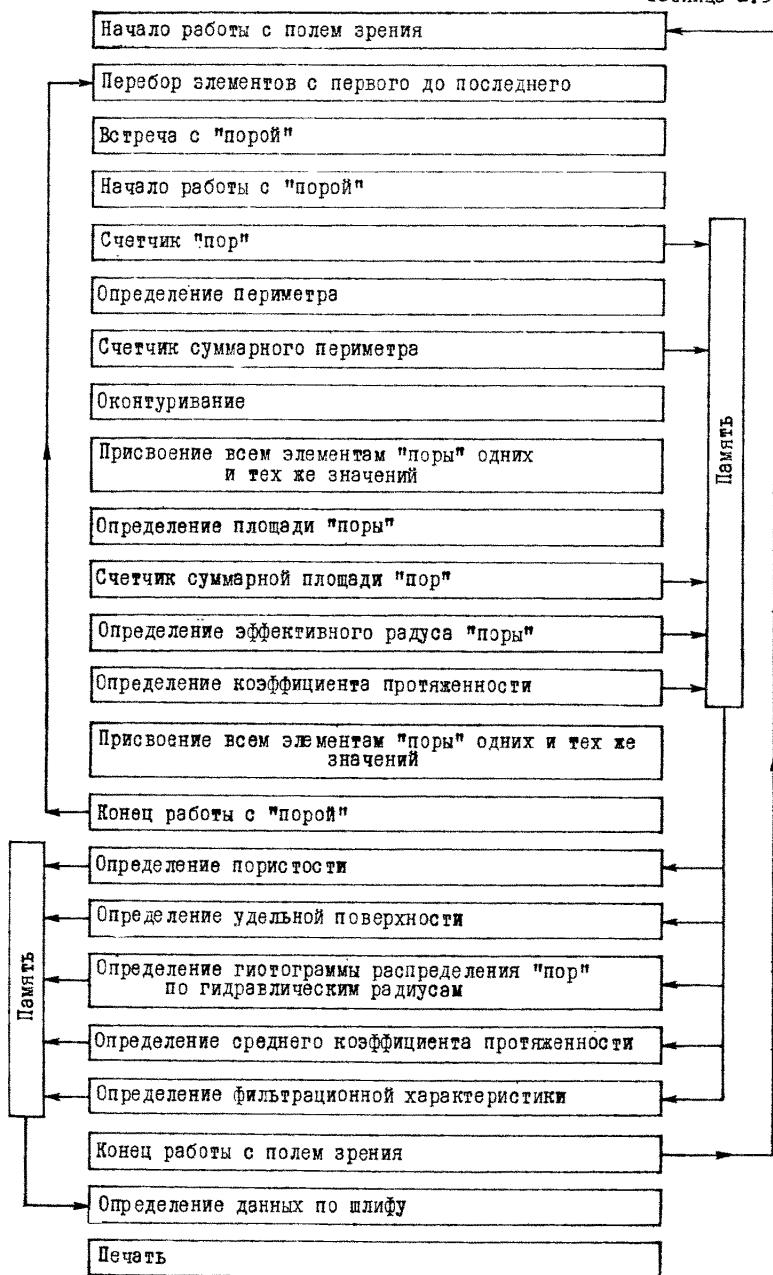 Начало работы с полем зрения
Перебор элементов с первого до последнего
Встреча с "порой"
Начало работы с "порой"
Счетчик "пор"
Определение периметра
Счетчик суммарного периметра
Оконтуривание
Присвоение всем элементам "поры" одних
и тех же значений
Определение площади "поры"
Счетчик суммарной площади "пор"
Определение эффективного радуса "поры"
Определение коэффициента протяженности
Присвоение всем элементам "поры" одних и тех же
значений
Конец работы с "порой"
Память
Определение пористости
Определение удельной поверхности
Определение гиотограммы распределения "пор"
по гидравлическим радиусам
Определение среднего коэффициента протяженности
Определение фильтрационной характеристики
Память
Конец работы с полем зрения
Определение данных по шлифу
Печать